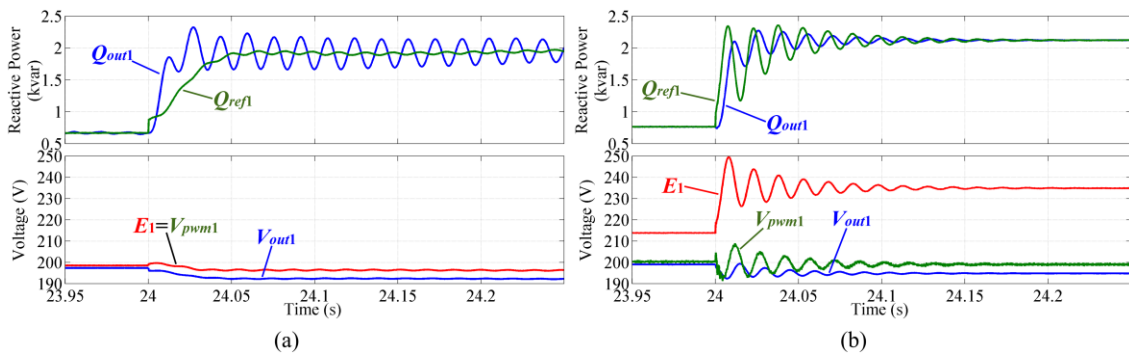 Reactive Power
(kvar)
2.5
2
1.5
1
0.5
Qout1
Qref1
Voltage (V)
250
240
230
220
210
200
190
E1=Vpwm1
Vout1
23.95 24 24.05 24.1 24.15 24.2
Time (s)
(a)
Reactive Power
(kvar)
2.5
2
1.5
1
0.5
Qref1
Qout1
Voltage (V)
250
240
230
220
210
200
190
E1
Vpwm1
Vout1
23.95 24 24.05 24.1 24.15 24.2
Time (s)
(b)